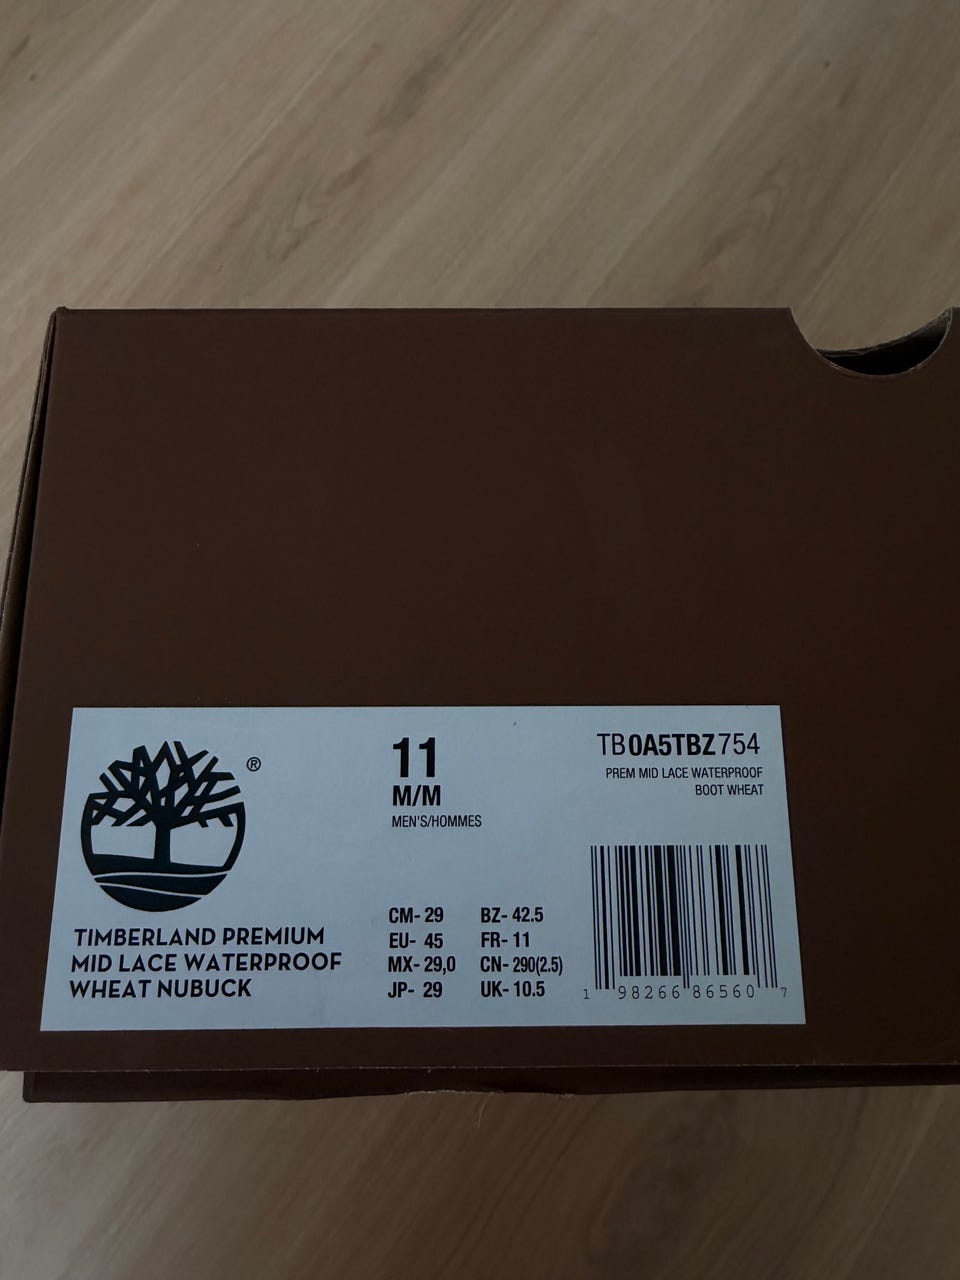 ®
TIMBERLAND PREMIUM
MID LACE WATERPROOF
WHEAT NUBUCK
11
M/M
MEN'S/HOMMES
CM- 29 BZ- 42.5
EU- 45 FR- 11
MX- 29,0 CN- 290(2.5)
JP- 29 UK- 10.5
TB0A5TBZ754
PREM MID LACE WATERPROOF
BOOT WHEAT
1 98266 86560 7